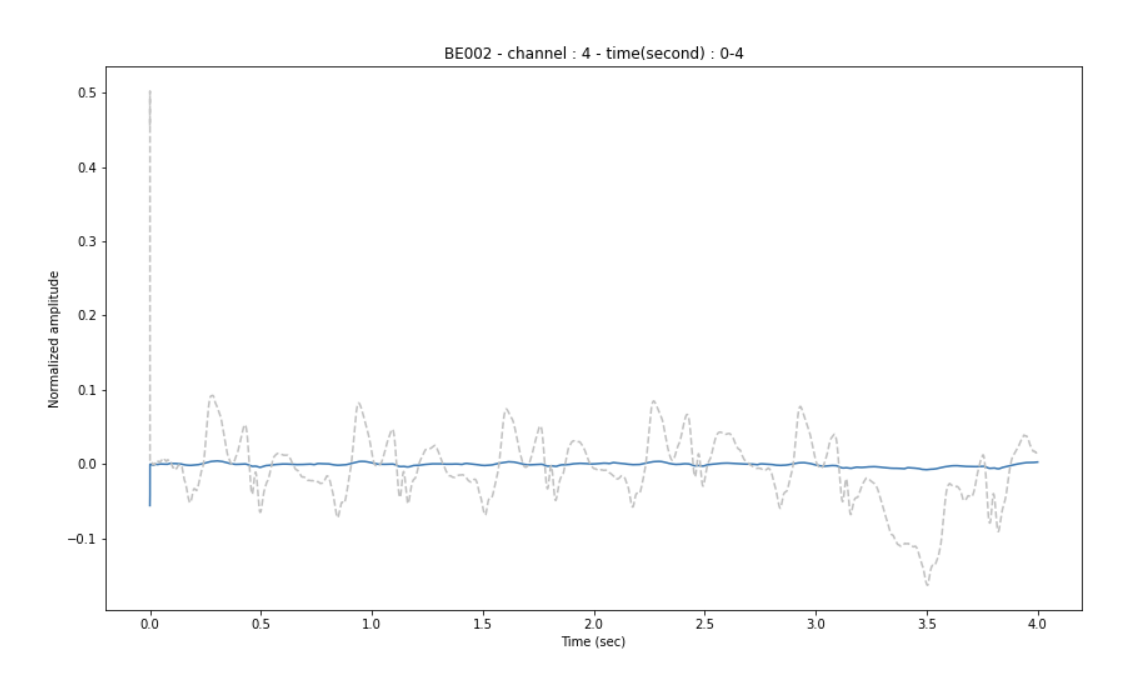 BE002 - channel : 4 - time(second) : 0-4
Normalized amplitude
0.5
0.4
0.3
0.2
0.1
0.0
−0.1
0.0 0.5 1.0 1.5 2.0 2.5 3.0 3.5 4.0
Time (sec)